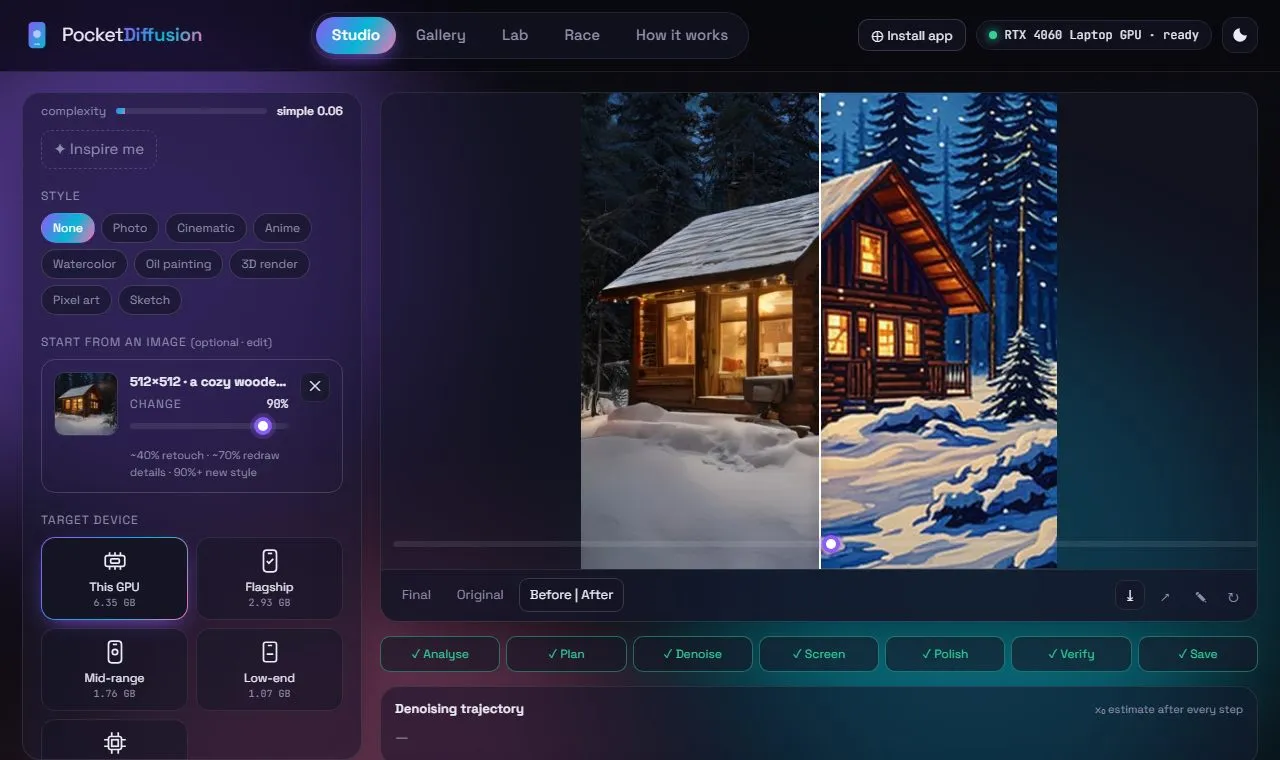 PocketDiffusion
Studio Gallery Lab Race How it works
Install app
RTX 4060 Laptop GPU · ready
complexity simple 0.06
✦ Inspire me
STYLE
None Photo Cinematic Anime
Watercolor Oil painting 3D render
Pixel art Sketch
START FROM AN IMAGE (optional · edit)
512×512 · a cozy woode...
CHANGE 90%
~40% retouch · ~70% redraw
details · 90%+ new style
TARGET DEVICE
This GPU
6.35 GB
Flagship
2.93 GB
Mid-range
1.76 GB
Low-end
1.07 GB
Final Original Before | After
✓ Analyse ✓ Plan ✓ Denoise ✓ Screen ✓ Polish ✓ Verify ✓ Save
Denoising trajectory
x₀ estimate after every step
—